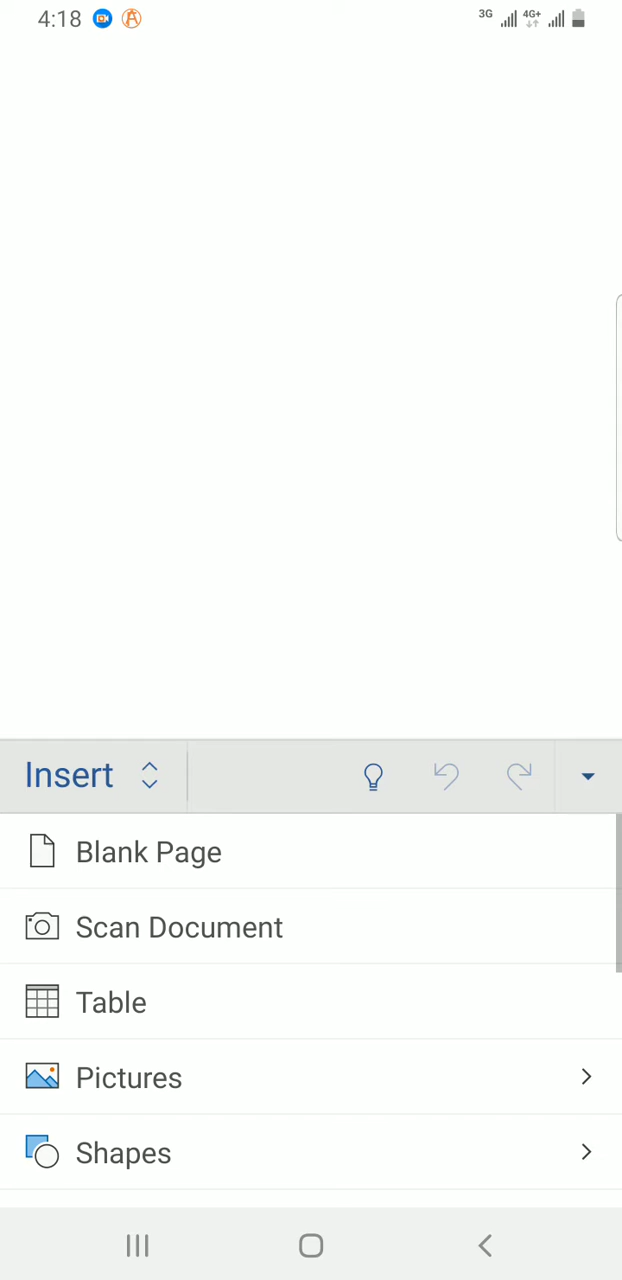 4:18 3G 4G+
Insert
Blank Page
Scan Document
Table
Pictures
Shapes